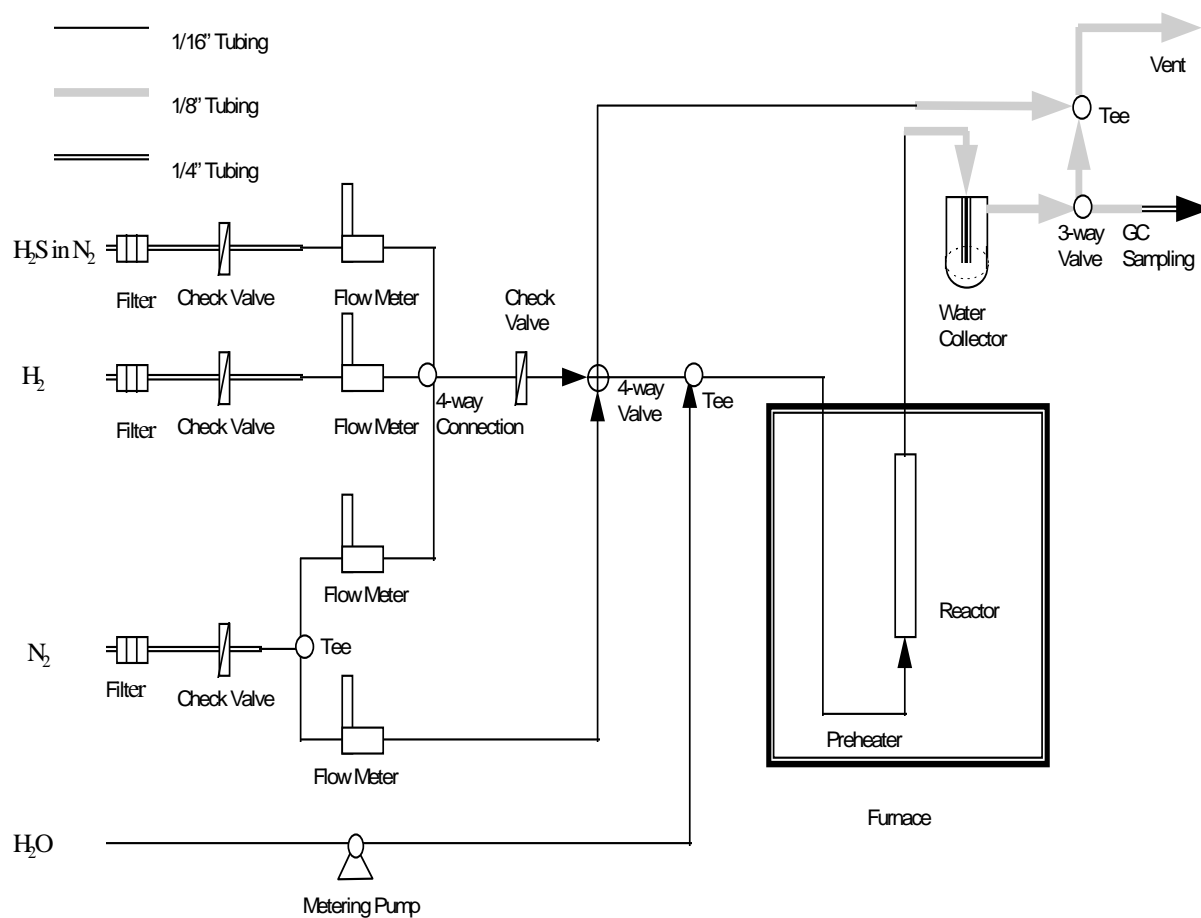 1/16” Tubing
1/8” Tubing
1/4” Tubing
Vent
Tee
3-way
Valve
GC
Sampling
Water
Collector
H2S in N2
Filter
Check Valve
Flow Meter
Check
Valve
H2
Filter
Check Valve
Flow Meter
4-way
Connection
4-way
Valve
Tee
Flow Meter
Reactor
N2
Tee
Filter
Check Valve
Flow Meter
Preheater
Furnace
H2O
Metering Pump